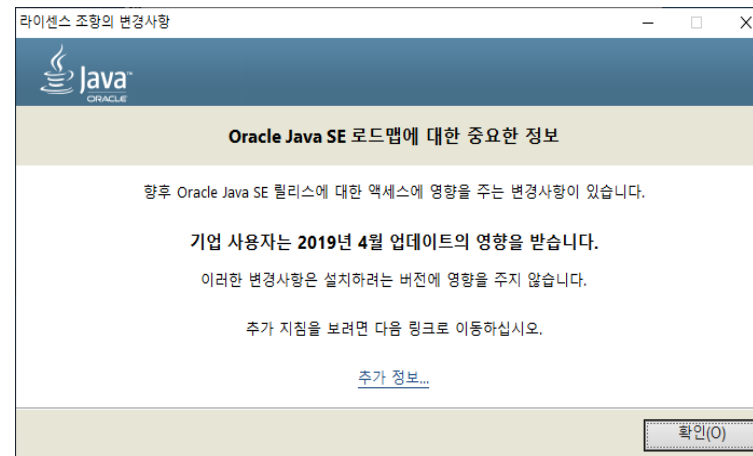 라이센스 조항의 변경사항
Java
ORACLE
Oracle Java SE 로드맵에 대한 중요한 정보
향후 Oracle Java SE 릴리스에 대한 액세스에 영향을 주는 변경사항이 있습니다.
기업 사용자는 2019년 4월 업데이트의 영향을 받습니다.
이러한 변경사항은 설치하려는 버전에 영향을 주지 않습니다.
추가 지침을 보려면 다음 링크로 이동하십시오.
추가 정보...
확인(O)